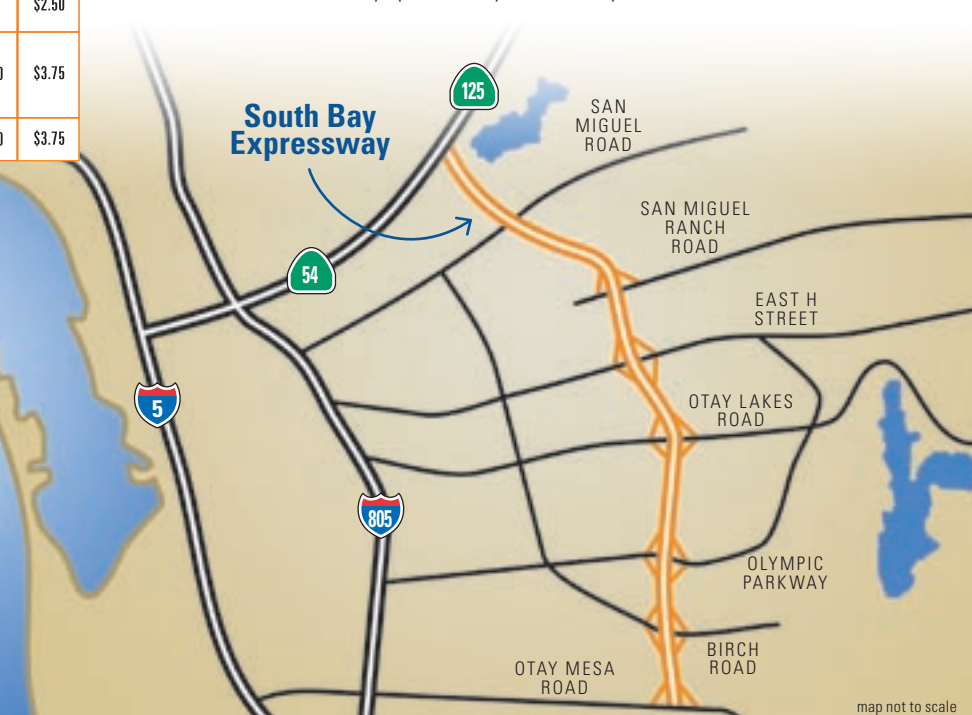 $2.50
$3.75
$3.75
125
South Bay
Expressway
SAN
MIGUEL
ROAD
SAN MIGUEL
RANCH
ROAD
54
EAST H
STREET
5
OTAY LAKES
ROAD
805
OLYMPIC
PARKWAY
BIRCH
ROAD
OTAY MESA
ROAD
map not to scale